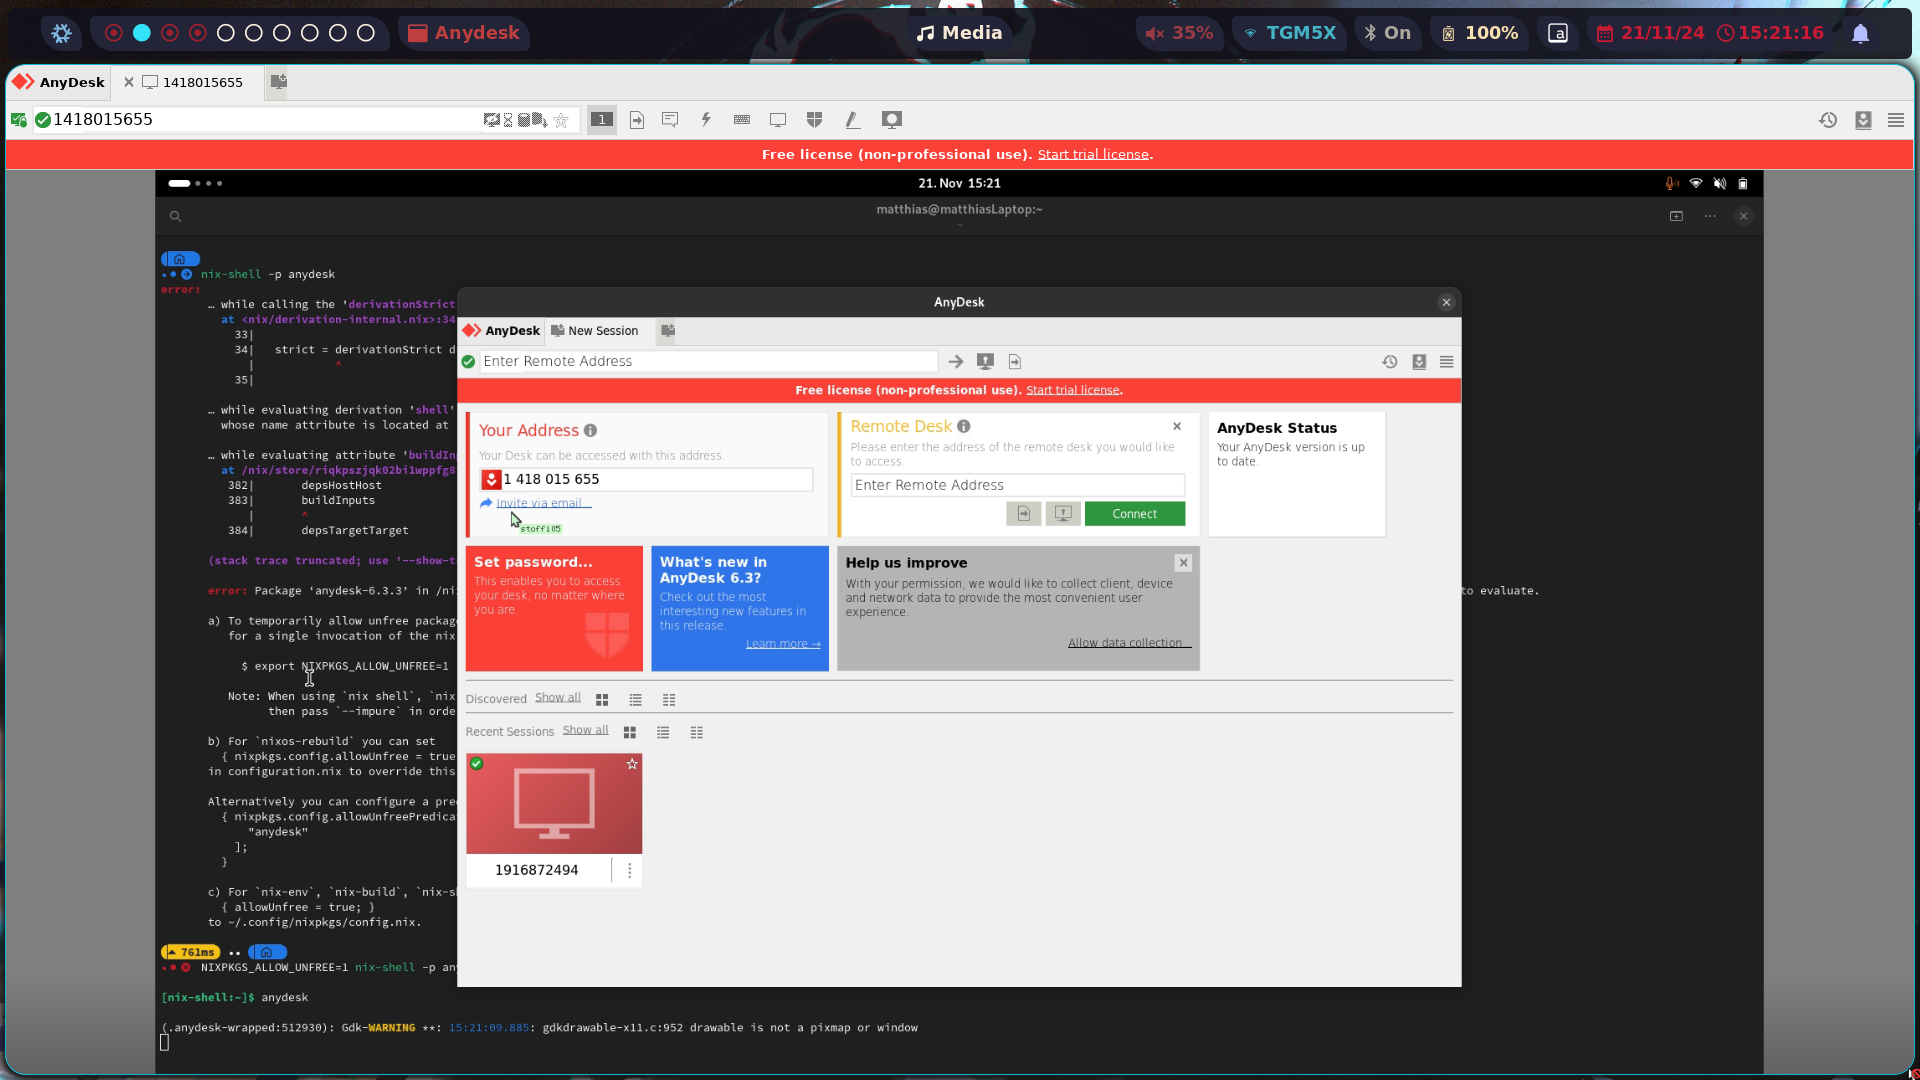 Anydesk
Media
35%
TGM5X
On
100%
a
21/11/24
15:21:16
AnyDesk
1418015655
1418015655
1
Free license (non-professional use). Start trial license.
21. Nov 15:21
matthias@matthiasLaptop:~
~
nix-shell -p anydesk
error:
… while calling the 'derivationStrict
at <nix/derivation-internal.nix>:34
33|
34| strict = derivationStrict d
| ^
35|
… while evaluating derivation 'shell'
whose name attribute is located at
… while evaluating attribute 'buildIn
at /nix/store/riqkpszjqk02bi1wppfg8
382| depsHostHost
383| buildInputs
| ^
384| depsTargetTarget
(stack trace truncated; use '--show-t
error: Package ‘anydesk-6.3.3’ in /ni
to evaluate.
a) To temporarily allow unfree packag
for a single invocation of the nix
$ export NIXPKGS_ALLOW_UNFREE=1
Note: When using `nix shell`, `nix
then pass `--impure` in orde
b) For `nixos-rebuild` you can set
{ nixpkgs.config.allowUnfree = true
in configuration.nix to override this
Alternatively you can configure a pre
{ nixpkgs.config.allowUnfreePredica
"anydesk"
];
}
c) For `nix-env`, `nix-build`, `nix-s
{ allowUnfree = true; }
to ~/.config/nixpkgs/config.nix.
761ms
NIXPKGS_ALLOW_UNFREE=1 nix-shell -p an
[nix-shell:~]$ anydesk
(.anydesk-wrapped:512930): Gdk-WARNING **: 15:21:09.885: gdkdrawable-x11.c:952 drawable is not a pixmap or window
AnyDesk
AnyDesk
New Session
Enter Remote Address
Free license (non-professional use). Start trial license.
Your Address
Your Desk can be accessed with this address.
1 418 015 655
Invite via email...
stoffi05
Remote Desk
Please enter the address of the remote desk you would like
to access.
Enter Remote Address
Connect
AnyDesk Status
Your AnyDesk version is up
to date.
Set password...
This enables you to access
your desk, no matter where
you are.
What's new in
AnyDesk 6.3?
Check out the most
interesting new features in
this release.
Learn more →
Help us improve
With your permission, we would like to collect client, device
and network data to provide the most convenient user
experience.
Allow data collection...
Discovered Show all
Recent Sessions Show all
1916872494